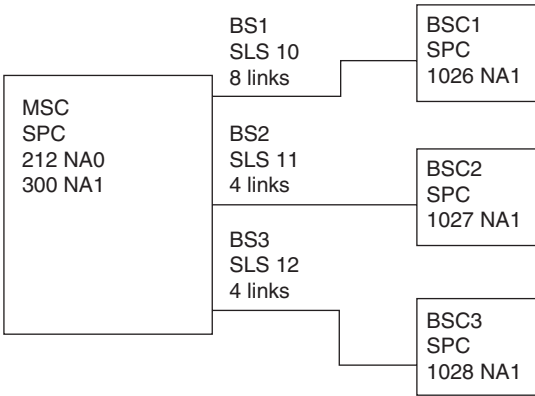 MSC
SPC
212 NA0
300 NA1
BS1
SLS 10
8 links
BS2
SLS 11
4 links
BS3
SLS 12
4 links
BSC1
SPC
1026 NA1
BSC2
SPC
1027 NA1
BSC3
SPC
1028 NA1